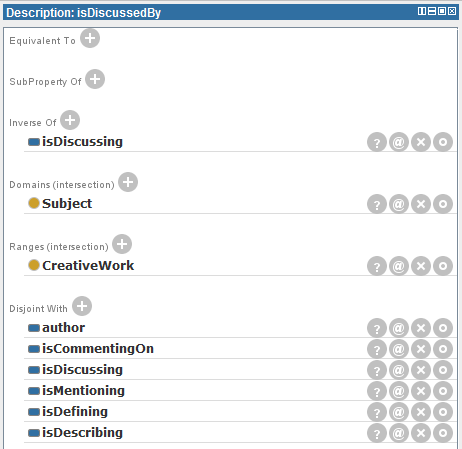 Description: isDiscussedBy
Equivalent To
SubProperty Of
Inverse Of
isDiscussing
? @
Domains (intersection)
Subject
? @
Ranges (intersection)
CreativeWork
? @
Disjoint With
author
? @
isCommentingOn
? @
isDiscussing
? @
isMentioning
? @
isDefining
? @
isDescribing
? @